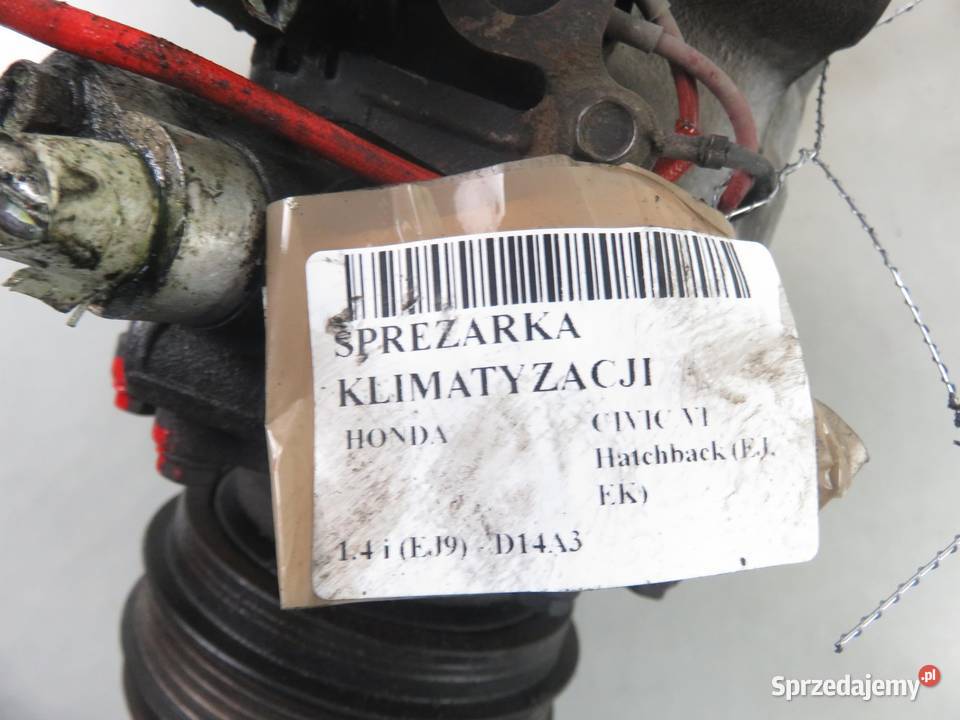 SPREZARKA
KLIMATYZACJI
HONDA
CIVIC VI
Hatchback (EJ,
EK)
1.4 i (EJ9) - D14A3
Sprzedajemy.pl